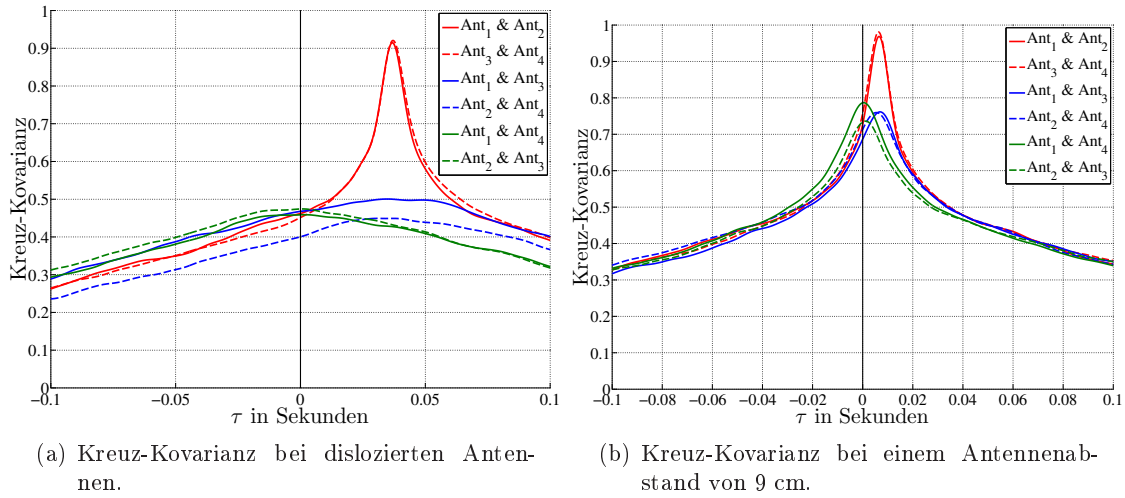 1
0.9
0.8
0.7
0.6
0.5
0.4
0.3
0.2
0.1
0
Kreuz-Kovarianz
−0.1 −0.05 0 0.05 0.1
τ in Sekunden
Ant1 & Ant2
Ant3 & Ant4
Ant1 & Ant3
Ant2 & Ant4
Ant1 & Ant4
Ant2 & Ant3
(a) Kreuz-Kovarianz bei dislozierten Anten-
nen.
1
0.9
0.8
0.7
0.6
0.5
0.4
0.3
0.2
0.1
0
Kreuz-Kovarianz
−0.1 −0.08 −0.06 −0.04 −0.02 0 0.02 0.04 0.06 0.08 0.1
τ in Sekunden
Ant1 & Ant2
Ant3 & Ant4
Ant1 & Ant3
Ant2 & Ant4
Ant1 & Ant4
Ant2 & Ant3
(b) Kreuz-Kovarianz bei einem Antennenab-
stand von 9 cm.